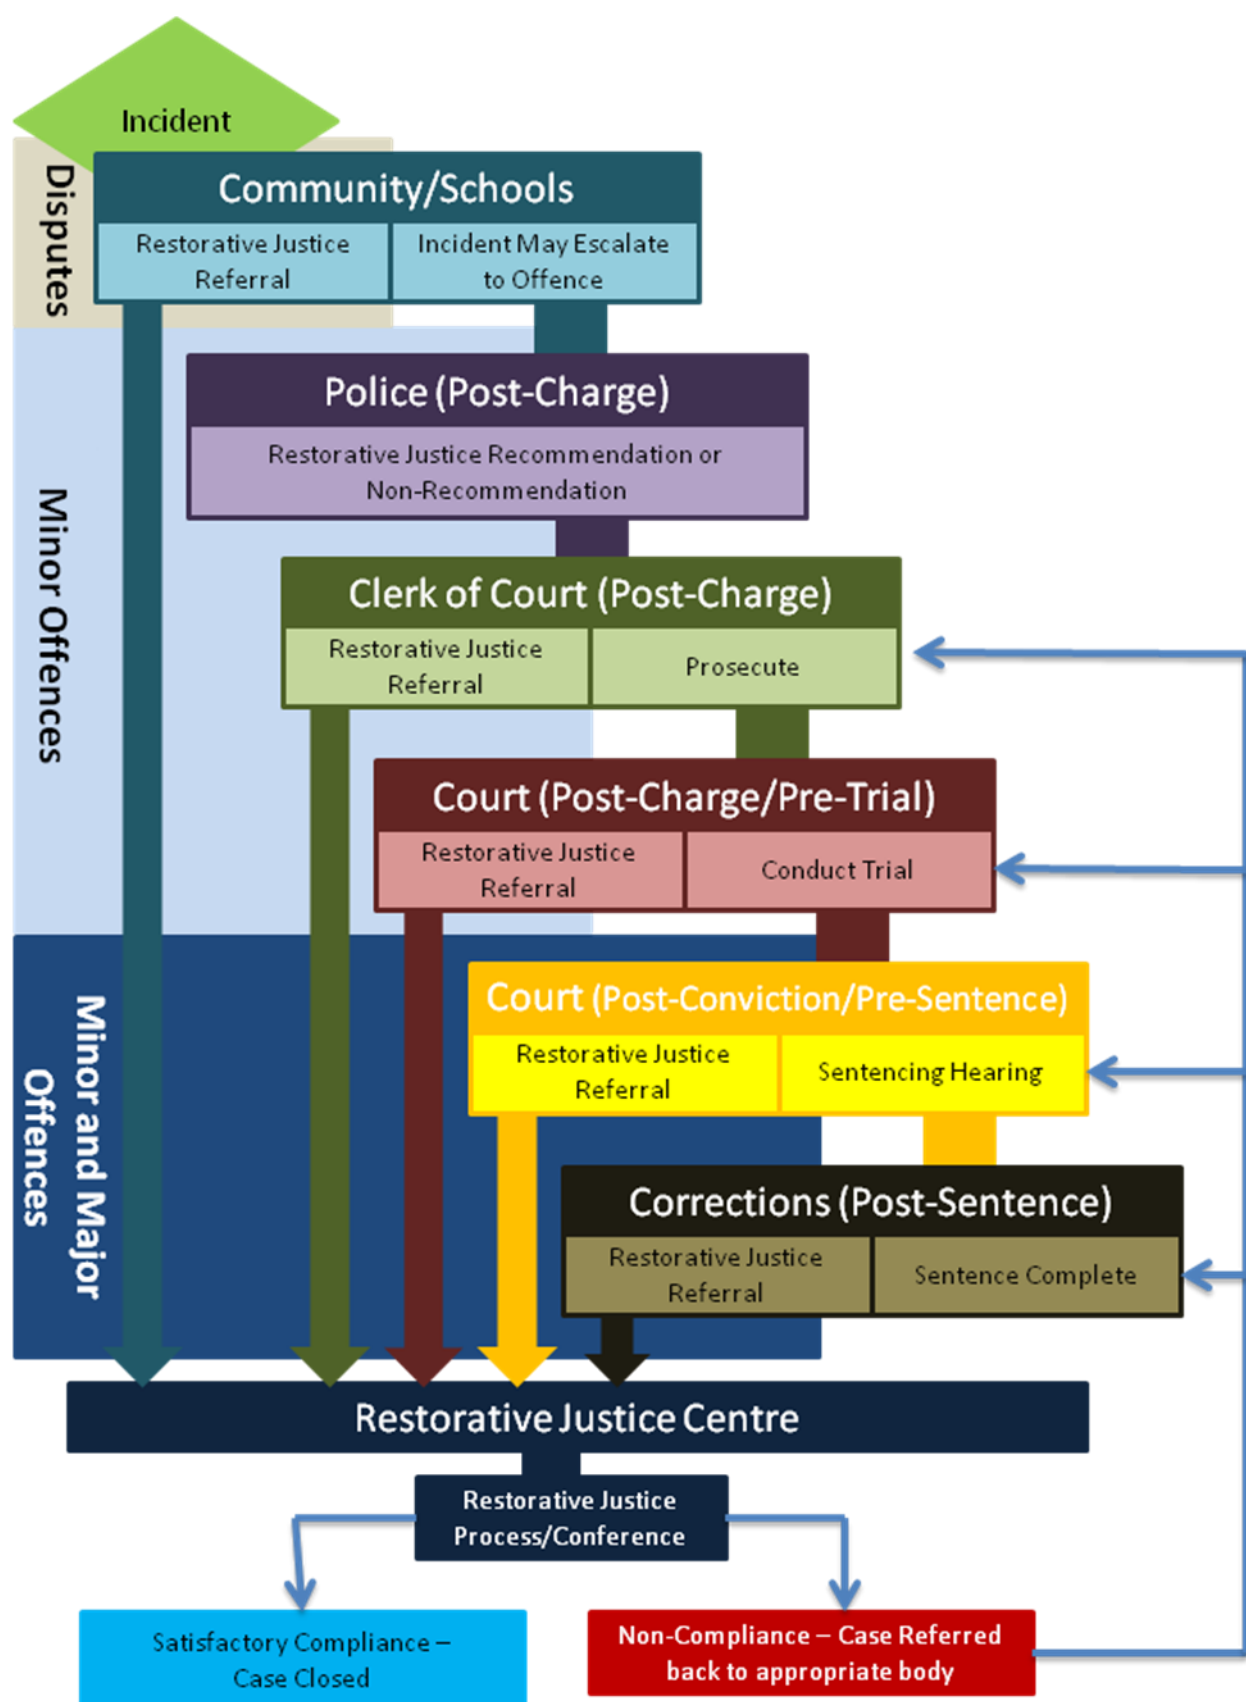 Incident
Disputes
Community/Schools
Restorative Justice
Referral
Incident May Escalate
to Offence
Minor Offences
Police (Post-Charge)
Restorative Justice Recommendation or
Non-Recommendation
Clerk of Court (Post-Charge)
Restorative Justice
Referral
Prosecute
Court (Post-Charge/Pre-Trial)
Restorative Justice
Referral
Conduct Trial
Minor and Major
Offences
Court (Post-Conviction/Pre-Sentence)
Restorative Justice
Referral
Sentencing Hearing
Corrections (Post-Sentence)
Restorative Justice
Referral
Sentence Complete
Restorative Justice Centre
Restorative Justice
Process/Conference
Satisfactory Compliance –
Case Closed
Non-Compliance – Case Referred
back to appropriate body